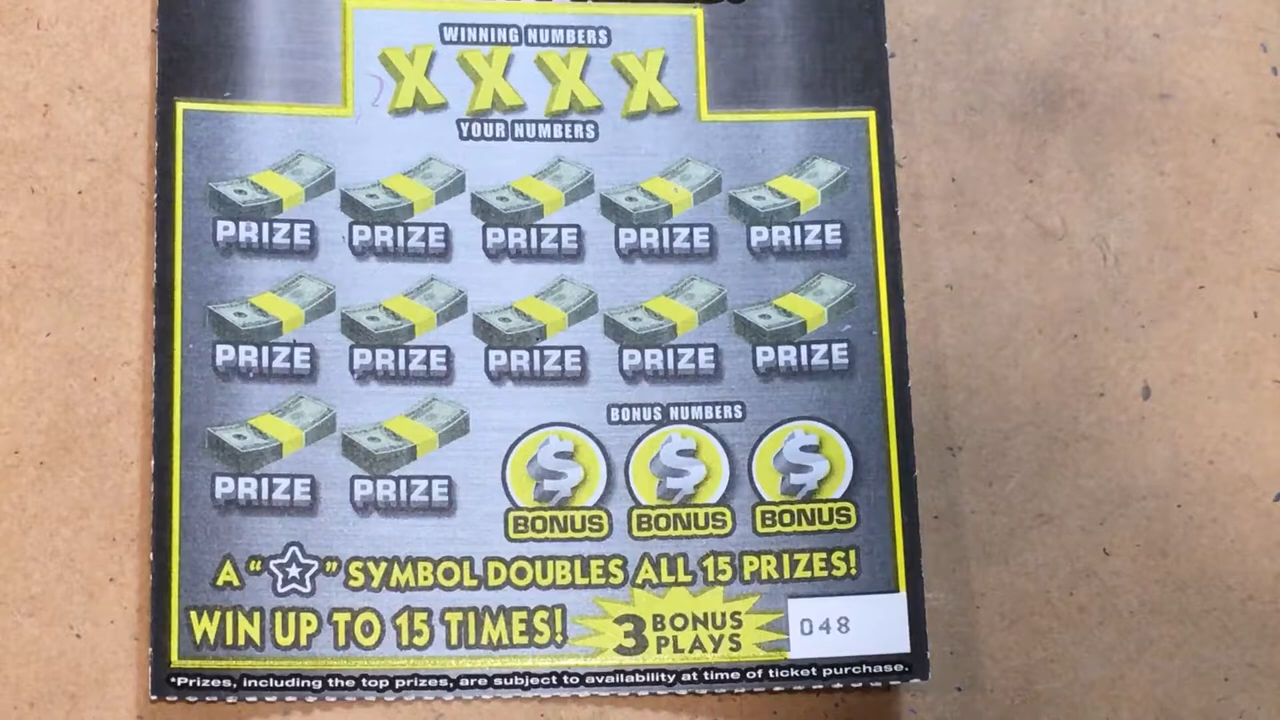 WINNING NUMBERS
X X X X
YOUR NUMBERS
PRIZE PRIZE PRIZE PRIZE PRIZE
PRIZE PRIZE PRIZE PRIZE PRIZE
BONUS NUMBERS
PRIZE PRIZE
$ $ $
BONUS BONUS BONUS
A "☆" SYMBOL DOUBLES ALL 15 PRIZES!
WIN UP TO 15 TIMES!
3 BONUS PLAYS
048
*Prizes, including the top prizes, are subject to availability at time of ticket purchase.